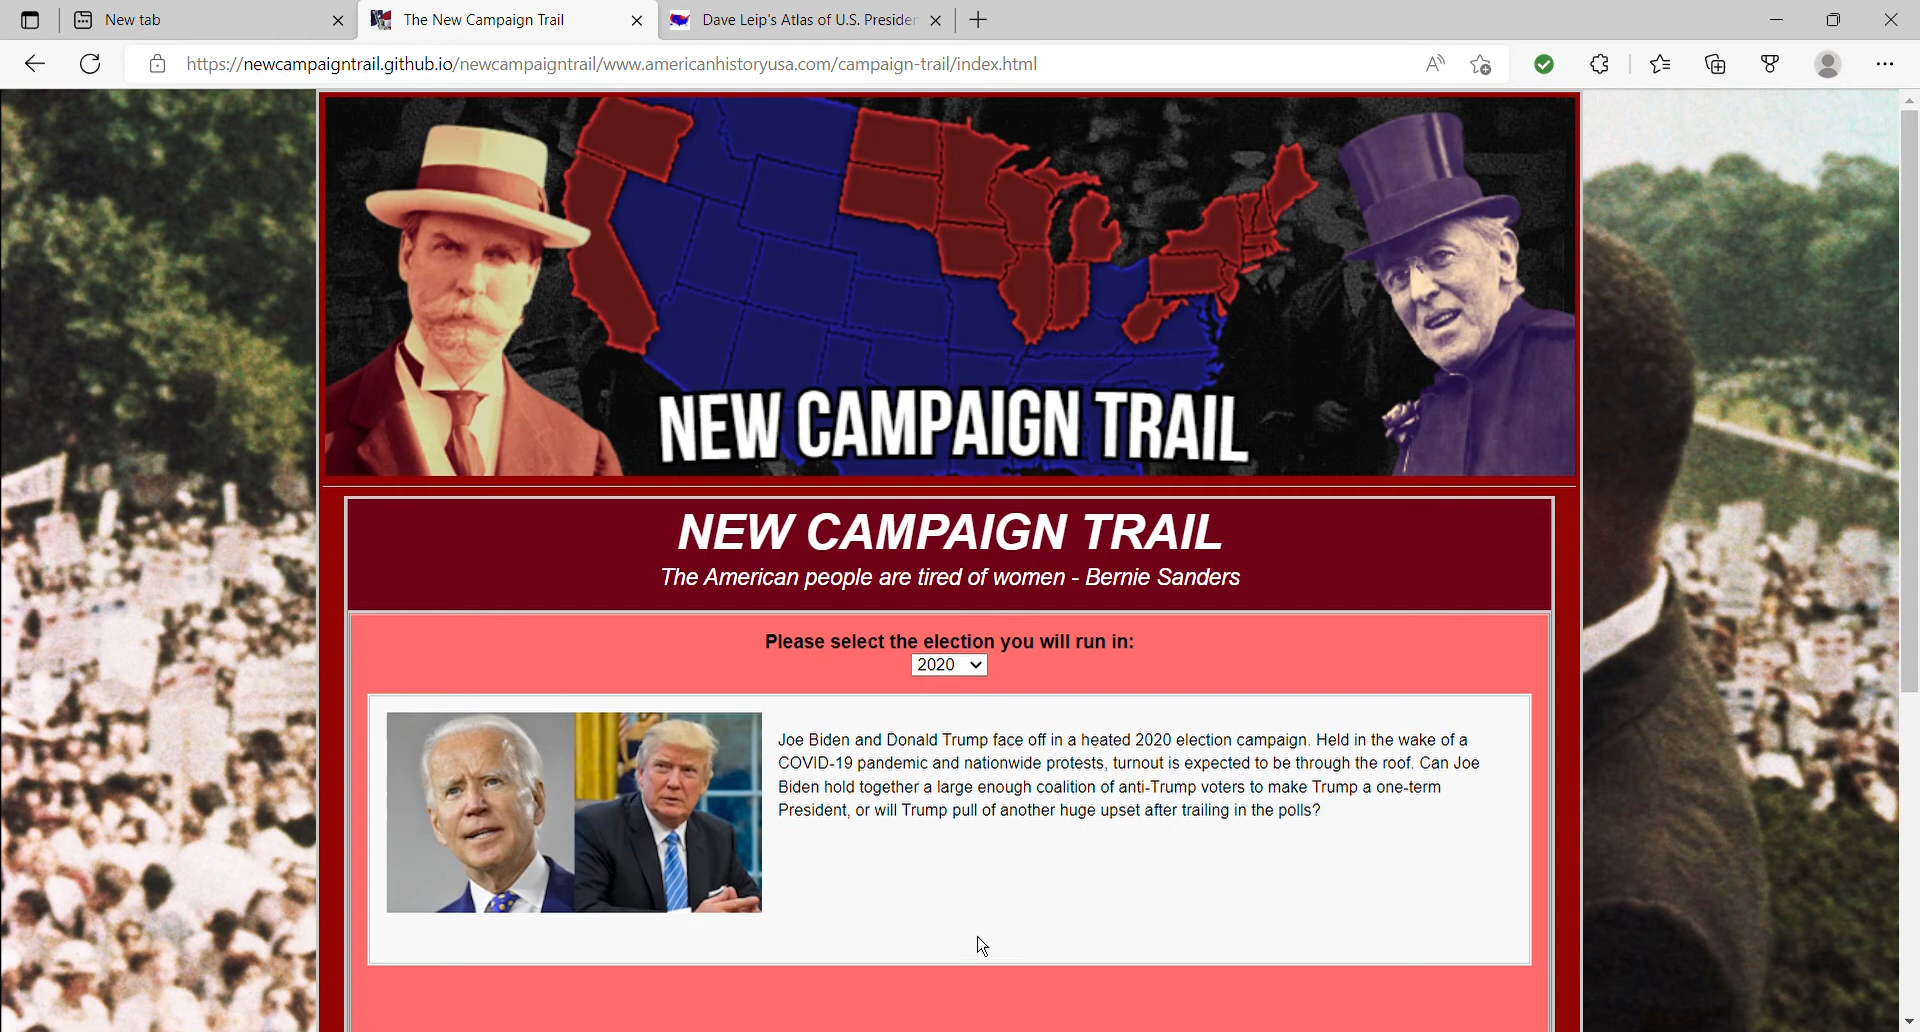 New tab
The New Campaign Trail
Dave Leip's Atlas of U.S. Presider
https://newcampaigntrail.github.io/newcampaigntrail/www.americanhistoryusa.com/campaign-trail/index.html
NEW CAMPAIGN TRAIL
NEW CAMPAIGN TRAIL
The American people are tired of women - Bernie Sanders
Please select the election you will run in:
2020
Joe Biden and Donald Trump face off in a heated 2020 election campaign. Held in the wake of a
COVID-19 pandemic and nationwide protests, turnout is expected to be through the roof. Can Joe
Biden hold together a large enough coalition of anti-Trump voters to make Trump a one-term
President, or will Trump pull of another huge upset after trailing in the polls?